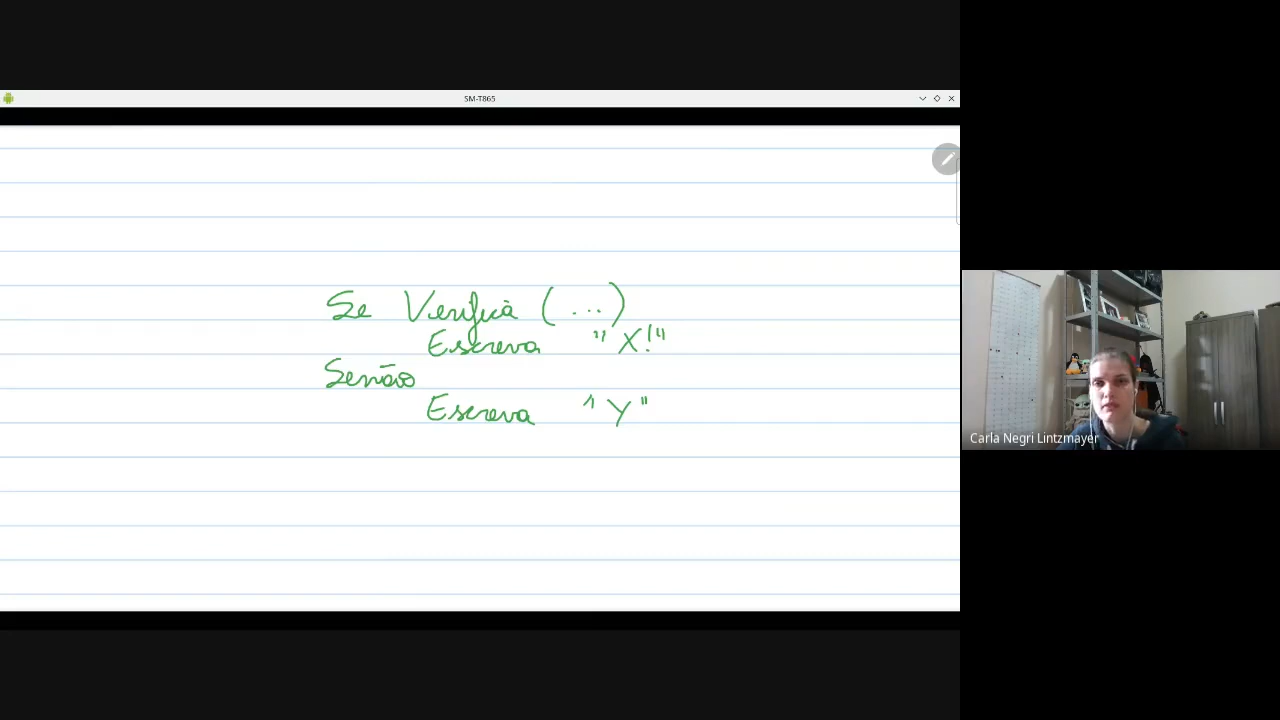 SM-T865
Se Verifica (...)
Escreva "X!"
Senão
Escreva "Y"
Carla Negri Lintzmayer